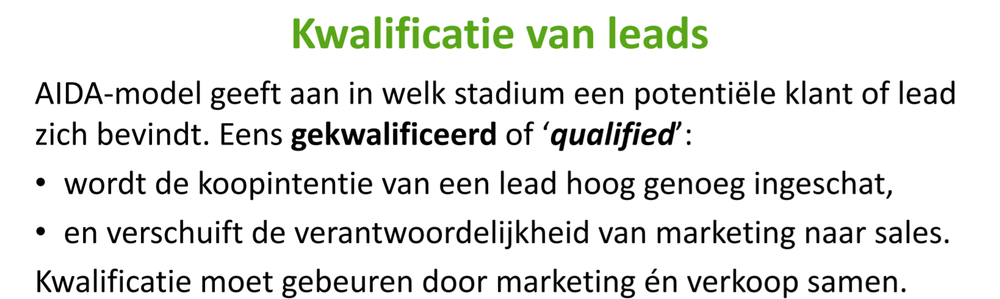 Kwalificatie van leads
AIDA-model geeft aan in welk stadium een potentiële klant of lead
zich bevindt. Eens gekwalificeerd of ‘qualified’:
• wordt de koopintentie van een lead hoog genoeg ingeschat,
• en verschuift de verantwoordelijkheid van marketing naar sales.
Kwalificatie moet gebeuren door marketing én verkoop samen.